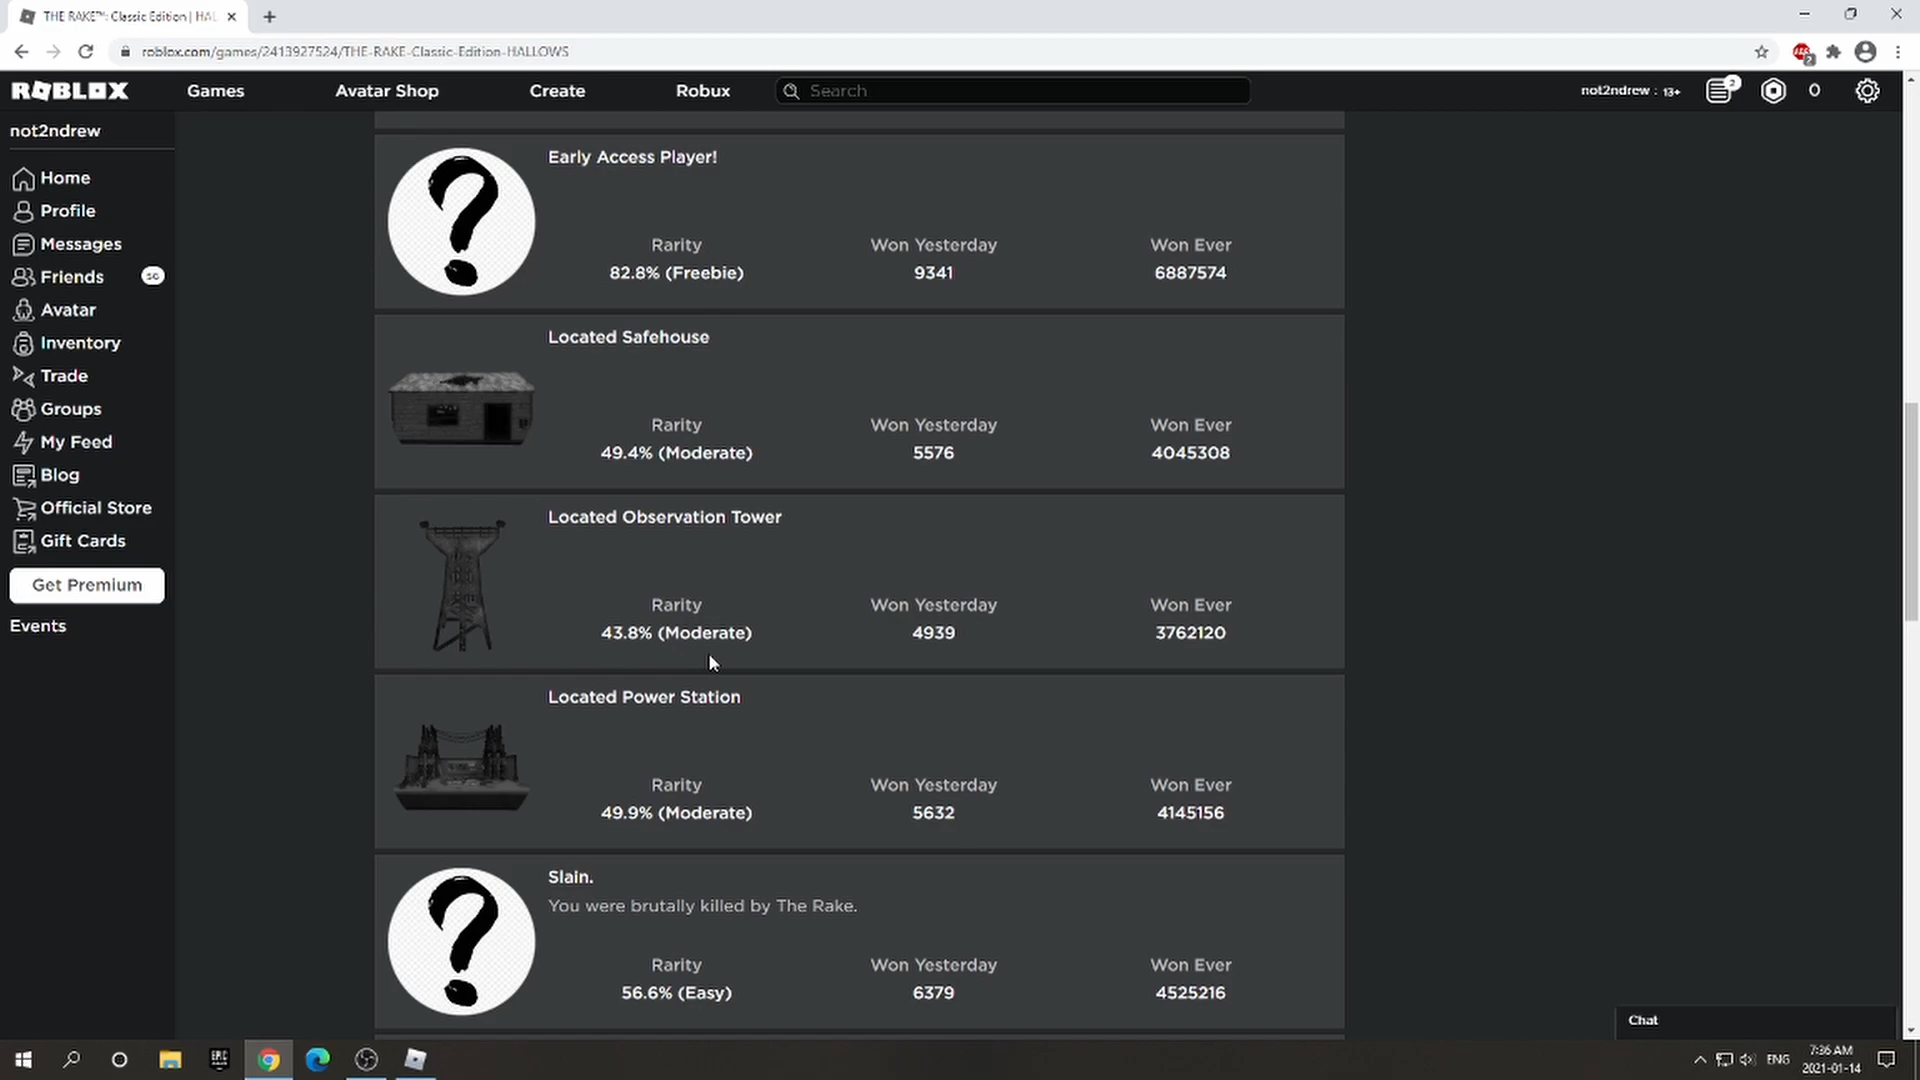 THE RAKE™: Classic Edition | HAL
roblox.com/games/2413927524/THE-RAKE-Classic-Edition-HALLOWS
2
ROBLOX
Games
Avatar Shop
Create
Robux
Search
not2ndrew : 13+
2
0
not2ndrew
Home
Profile
Messages
Friends
Avatar
Inventory
Trade
Groups
My Feed
Blog
Official Store
Gift Cards
Get Premium
Events
Early Access Player!
Rarity Won Yesterday Won Ever
82.8% (Freebie) 9341 6887574
Located Safehouse
Rarity Won Yesterday Won Ever
49.4% (Moderate) 5576 4045308
Located Observation Tower
Rarity Won Yesterday Won Ever
43.8% (Moderate) 4939 3762120
Located Power Station
Rarity Won Yesterday Won Ever
49.9% (Moderate) 5632 4145156
Slain.
You were brutally killed by The Rake.
Rarity Won Yesterday Won Ever
56.6% (Easy) 6379 4525216
Chat
EPIC
ENG
7:36 AM
2021-01-14